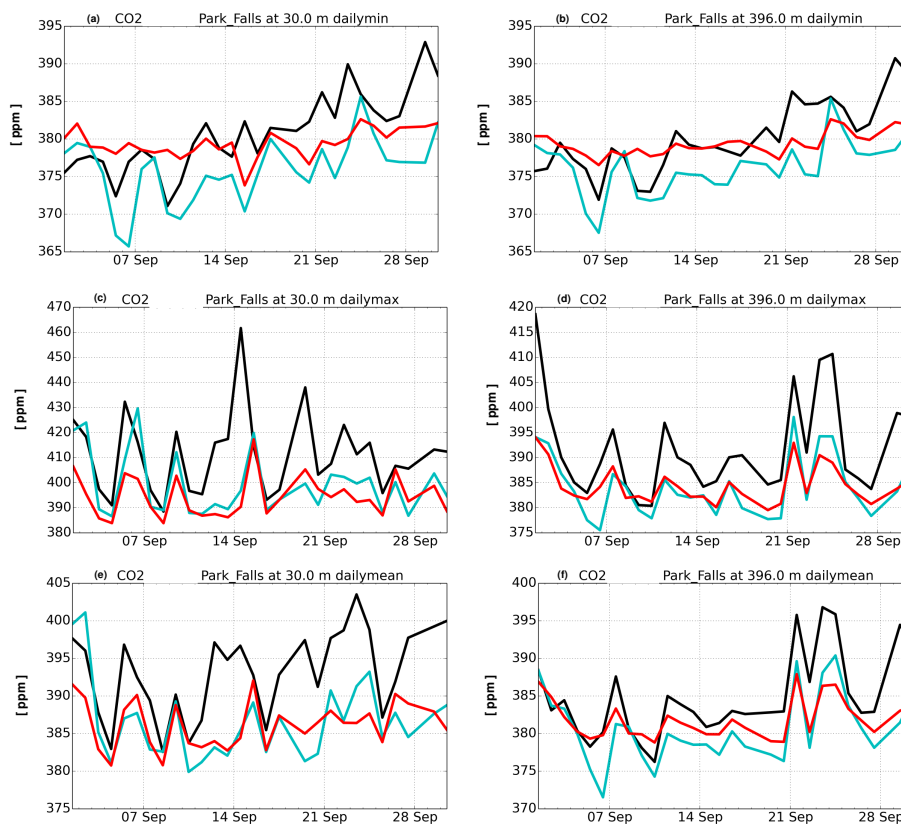 (a) CO2 Park_Falls at 30.0 m dailymin
(b) CO2 Park_Falls at 396.0 m dailymin
[ ppm ]
395
390
385
380
375
370
365
07 Sep 14 Sep 21 Sep 28 Sep
[ ppm ]
395
390
385
380
375
370
365
07 Sep 14 Sep 21 Sep 28 Sep
(c) CO2 Park_Falls at 30.0 m dailymax
(d) CO2 Park_Falls at 396.0 m dailymax
[ ppm ]
470
460
450
440
430
420
410
400
390
380
07 Sep 14 Sep 21 Sep 28 Sep
[ ppm ]
420
415
410
405
400
395
390
385
380
375
07 Sep 14 Sep 21 Sep 28 Sep
(e) CO2 Park_Falls at 30.0 m dailymean
(f) CO2 Park_Falls at 396.0 m dailymean
[ ppm ]
405
400
395
390
385
380
375
07 Sep 14 Sep 21 Sep 28 Sep
[ ppm ]
400
395
390
385
380
375
370
07 Sep 14 Sep 21 Sep 28 Sep